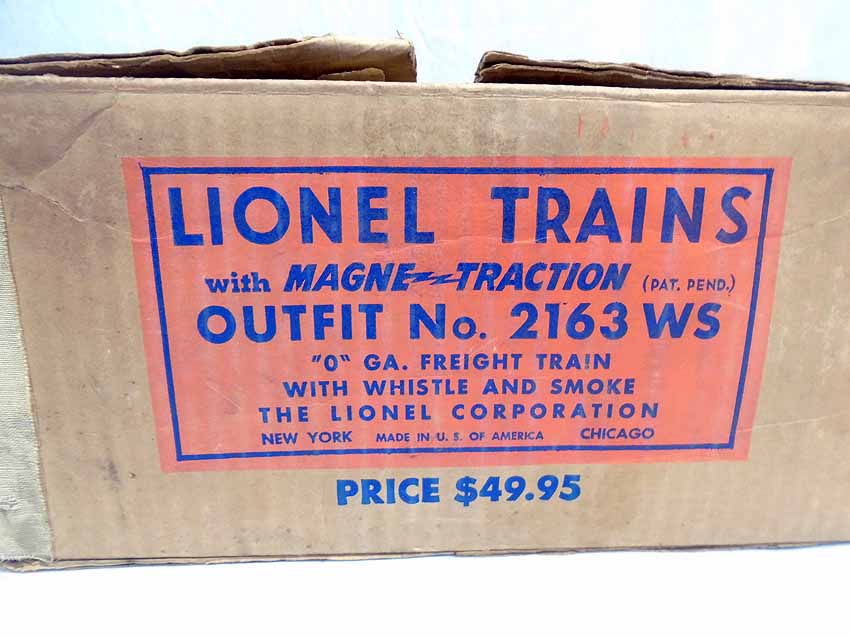 LIONEL TRAINS
with MAGNE-TRACTION (PAT. PEND.)
OUTFIT No. 2163 WS
"O" GA. FREIGHT TRAIN
WITH WHISTLE AND SMOKE
THE LIONEL CORPORATION
NEW YORK MADE IN U. S. OF AMERICA CHICAGO
PRICE $49.95